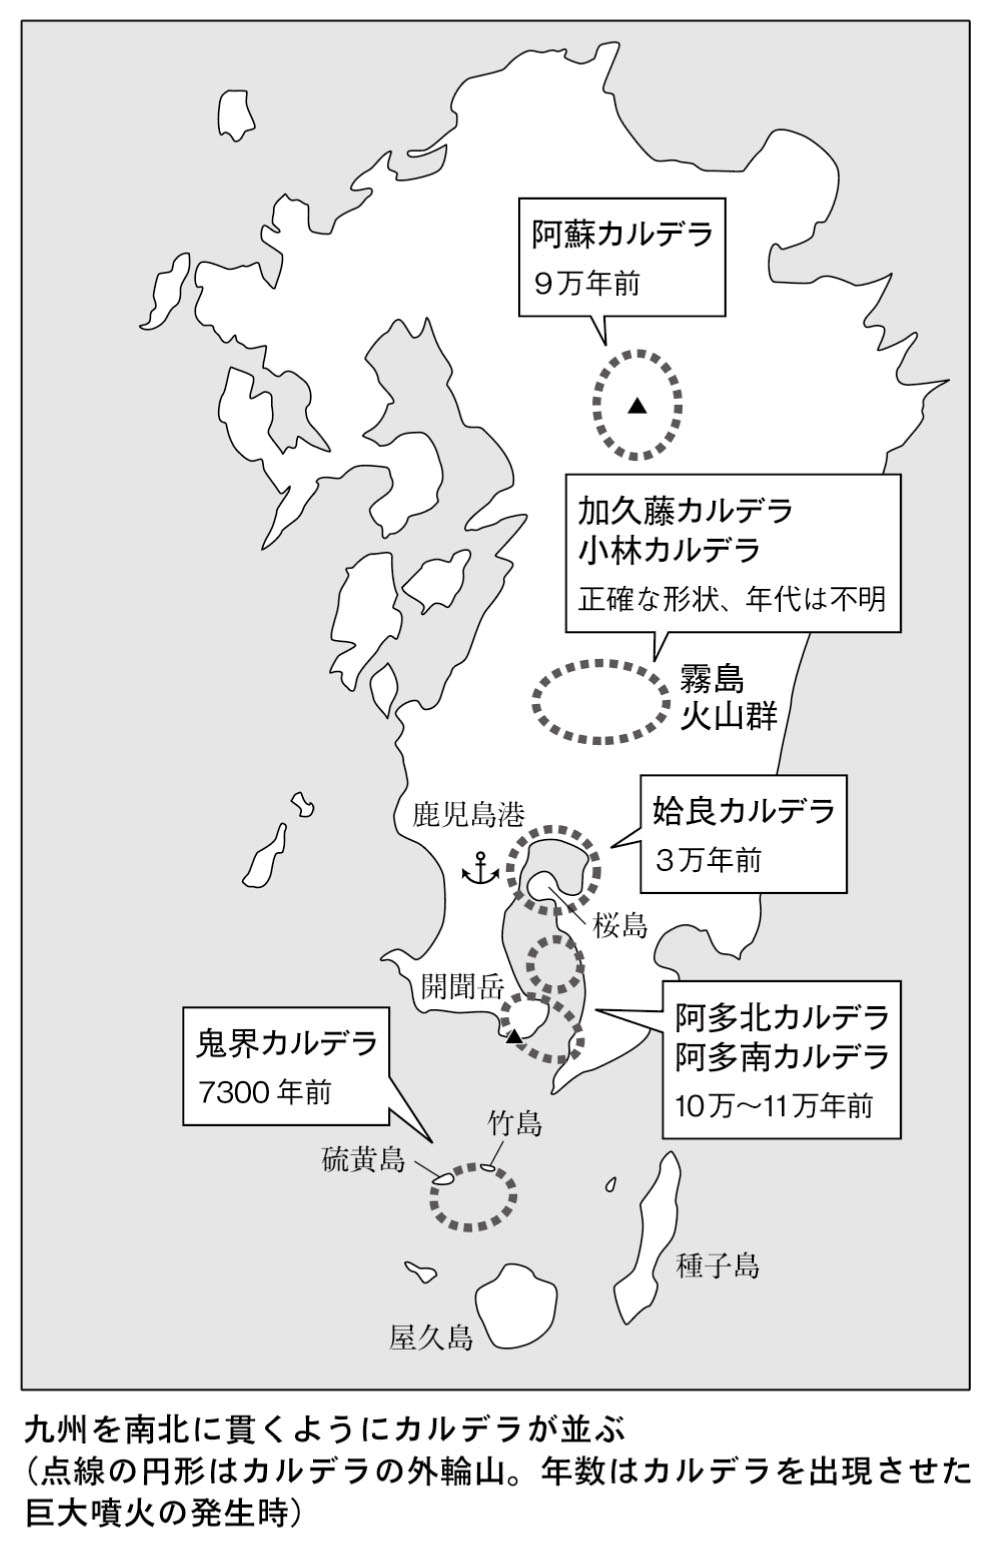 阿蘇カルデラ
9万年前
加久藤カルデラ
小林カルデラ
正確な形状、年代は不明
霧島
火山群
鹿児島港
姶良カルデラ
3万年前
桜島
開聞岳
阿多北カルデラ
阿多南カルデラ
10万〜11万年前
鬼界カルデラ
7300年前
竹島
硫黄島
種子島
屋久島
九州を南北に貫くようにカルデラが並ぶ
(点線の円形はカルデラの外輪山。年数はカルデラを出現させた
巨大噴火の発生時)